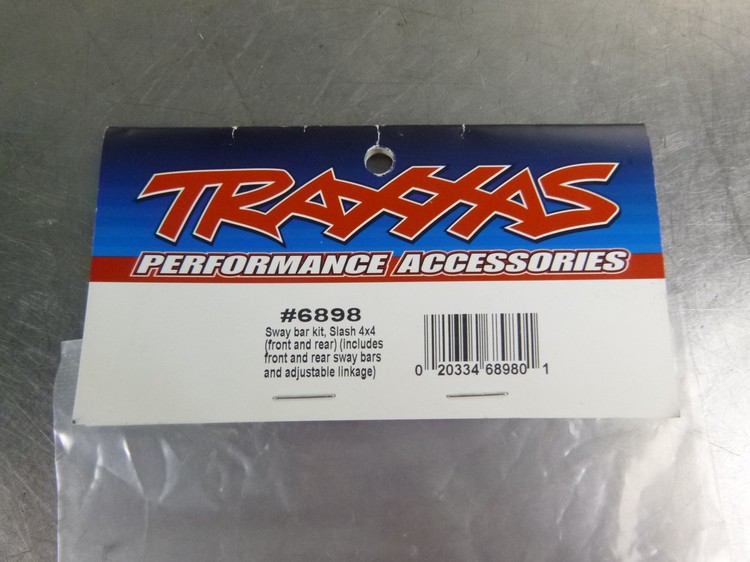 TRAXXAS
PERFORMANCE ACCESSORIES
#6898
Sway bar kit, Slash 4x4
(front and rear) (includes
front and rear sway bars
and adjustable linkage)
0 20334 68980 1